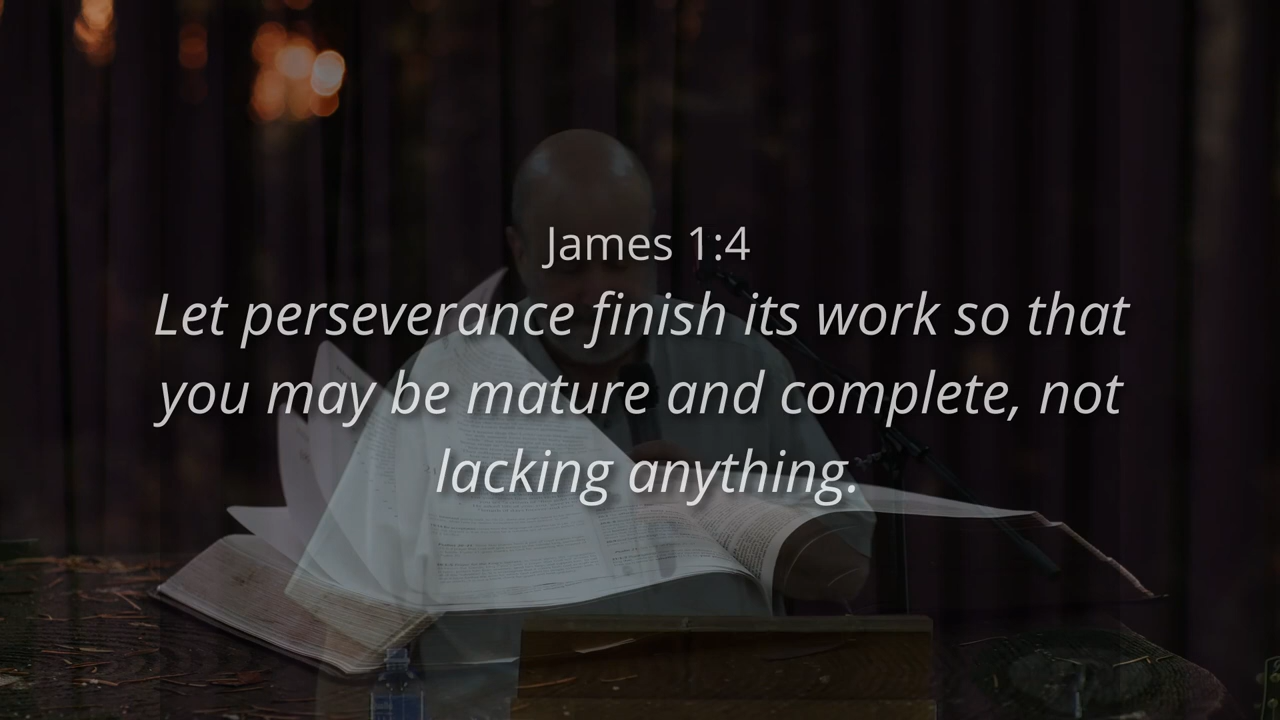 James 1:4
Let perseverance finish its work so that
you may be mature and complete, not
lacking anything.